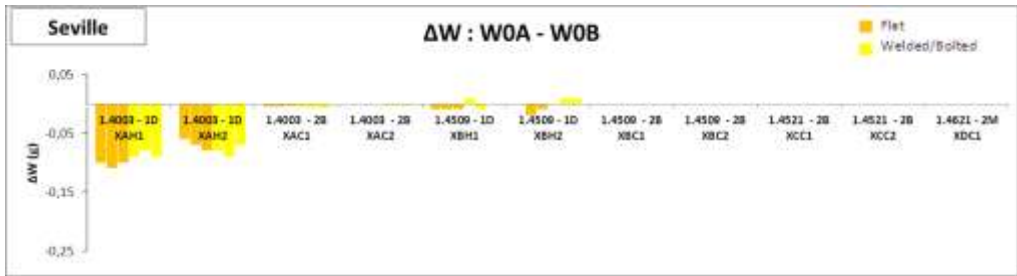 Seville
ΔW : W0A - W0B
Flat
Welded/Bolted
0,05
-0,05
-0,15
-0,25
ΔW (g)
1.4003 - 1D XAH1
1.4003 - 1D XAH2
1.4003 - 2B XAC1
1.4003 - 2B XAC2
1.4509 - 1D XBH1
1.4509 - 1D XBH2
1.4509 - 2B XBC1
1.4509 - 2B XBC2
1.4521 - 2B XCC1
1.4521 - 2B XCC2
1.4621 - 2M XDC1